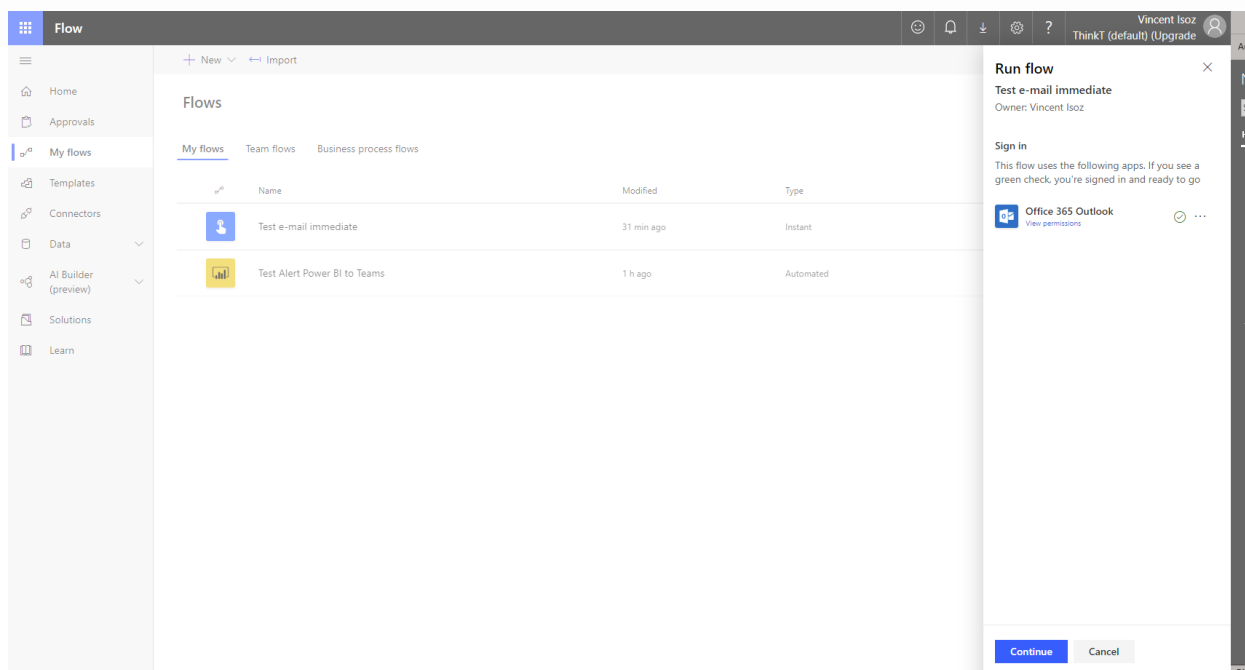 Flow
?
Vincent Isoz
ThinkT (default) (Upgrade
New
Import
Home
Approvals
My flows
Templates
Connectors
Data
AI Builder
(preview)
Solutions
Learn
Flows
My flows Team flows Business process flows
Name Modified Type
Test e-mail immediate 31 min ago Instant
Test Alert Power BI to Teams 1 h ago Automated
Run flow
Test e-mail immediate
Owner: Vincent Isoz
Sign in
This flow uses the following apps. If you see a
green check, you're signed in and ready to go
Office 365 Outlook
View permissions
Continue Cancel